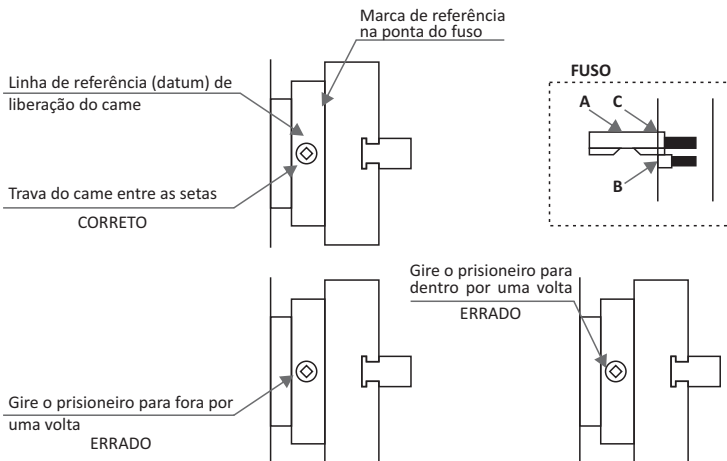 Marca de referência
na ponta do fuso
Linha de referência (datum) de
liberação do came
Trava do came entre as setas
CORRETO
FUSO
A C
B
Gire o prisioneiro para
dentro por uma volta
ERRADO
Gire o prisioneiro para fora por
uma volta
ERRADO